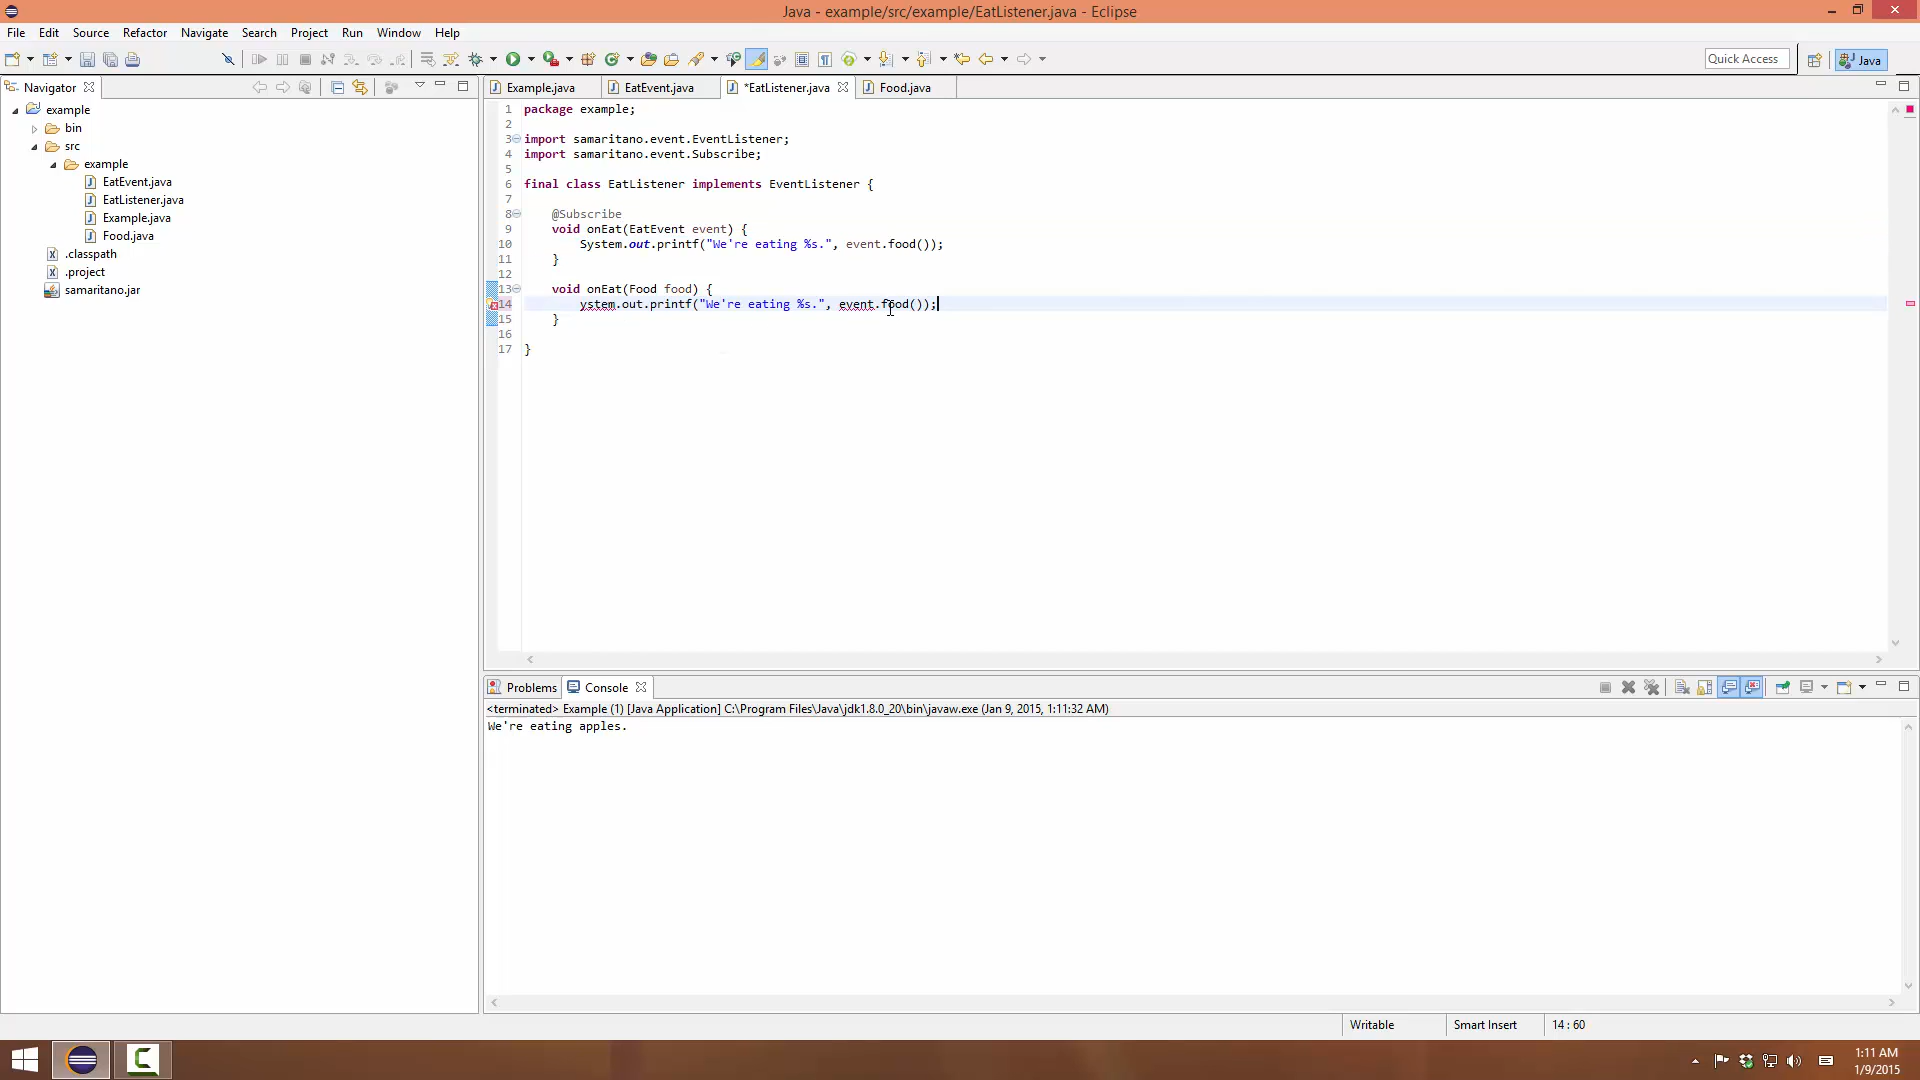 Java - example/src/example/EatListener.java - Eclipse
File Edit Source Refactor Navigate Search Project Run Window Help
Quick Access
Java
Navigator
example
bin
src
example
EatEvent.java
EatListener.java
Example.java
Food.java
.classpath
.project
samaritano.jar
Example.java EatEvent.java *EatListener.java Food.java
1 package example;
2
3 import samaritano.event.EventListener;
4 import samaritano.event.Subscribe;
5
6 final class EatListener implements EventListener {
7
8 @Subscribe
9 void onEat(EatEvent event) {
10 System.out.printf("We're eating %s.", event.food());
11 }
12
13 void onEat(Food food) {
14 ystem.out.printf("We're eating %s.", event.food());
15 }
16
17 }
Problems Console
<terminated> Example (1) [Java Application] C:\Program Files\Java\jdk1.8.0_20\bin\javaw.exe (Jan 9, 2015, 1:11:32 AM)
We're eating apples.
Writable Smart Insert 14 : 60
1:11 AM
1/9/2015